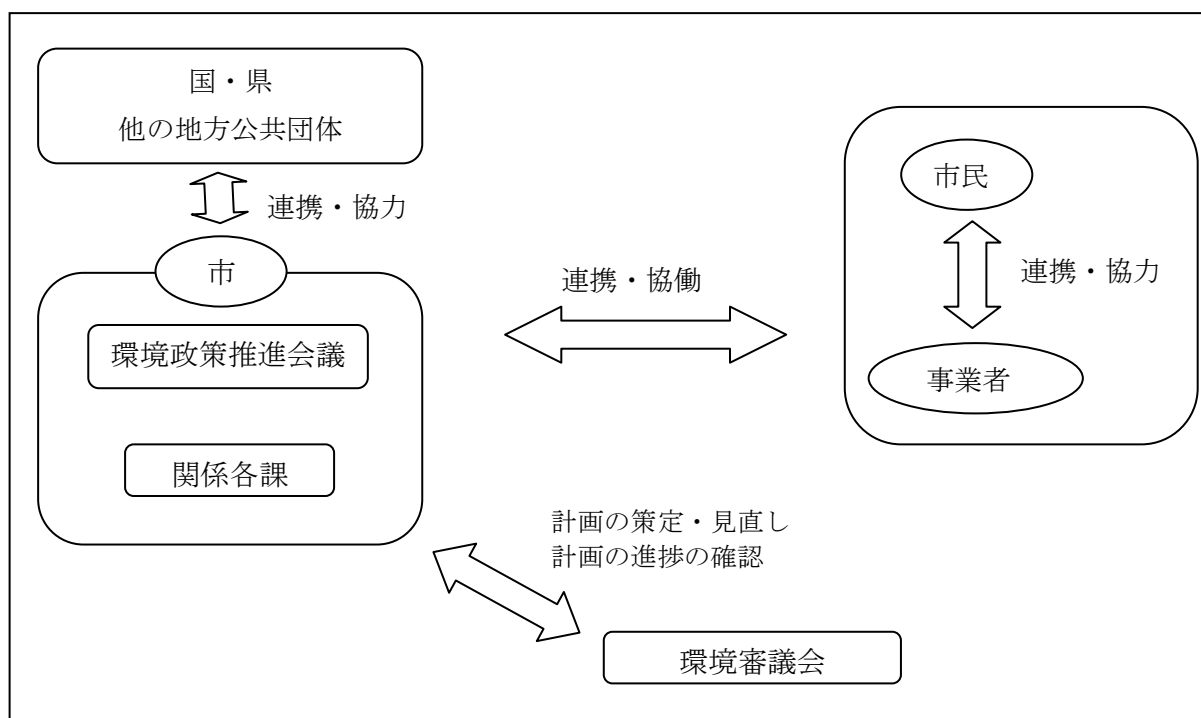 国・県
他の地方公共団体
連携・協力
市
環境政策推進会議
関係各課
連携・協働
市民
連携・協力
事業者
計画の策定・見直し
計画の進捗の確認
環境審議会